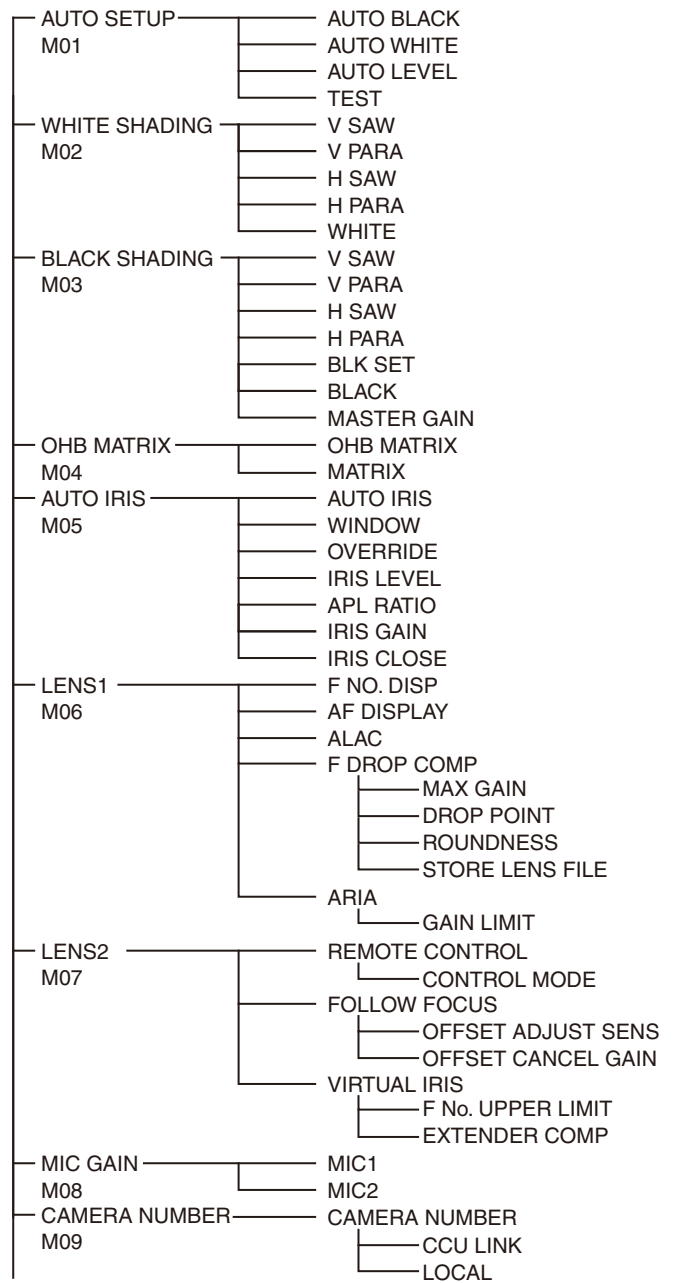 AUTO SETUP AUTO BLACK
M01 AUTO WHITE
AUTO LEVEL
TEST
WHITE SHADING V SAW
M02 V PARA
H SAW
H PARA
WHITE
BLACK SHADING V SAW
M03 V PARA
H SAW
H PARA
BLK SET
BLACK
MASTER GAIN
OHB MATRIX OHB MATRIX
M04 MATRIX
AUTO IRIS AUTO IRIS
M05 WINDOW
OVERRIDE
IRIS LEVEL
APL RATIO
IRIS GAIN
IRIS CLOSE
LENS1 F NO. DISP
M06 AF DISPLAY
ALAC
F DROP COMP
MAX GAIN
DROP POINT
ROUNDNESS
STORE LENS FILE
ARIA
GAIN LIMIT
LENS2 REMOTE CONTROL
M07 CONTROL MODE
FOLLOW FOCUS
OFFSET ADJUST SENS
OFFSET CANCEL GAIN
VIRTUAL IRIS
F No. UPPER LIMIT
EXTENDER COMP
MIC GAIN MIC1
M08 MIC2
CAMERA NUMBER CAMERA NUMBER
M09 CCU LINK
LOCAL